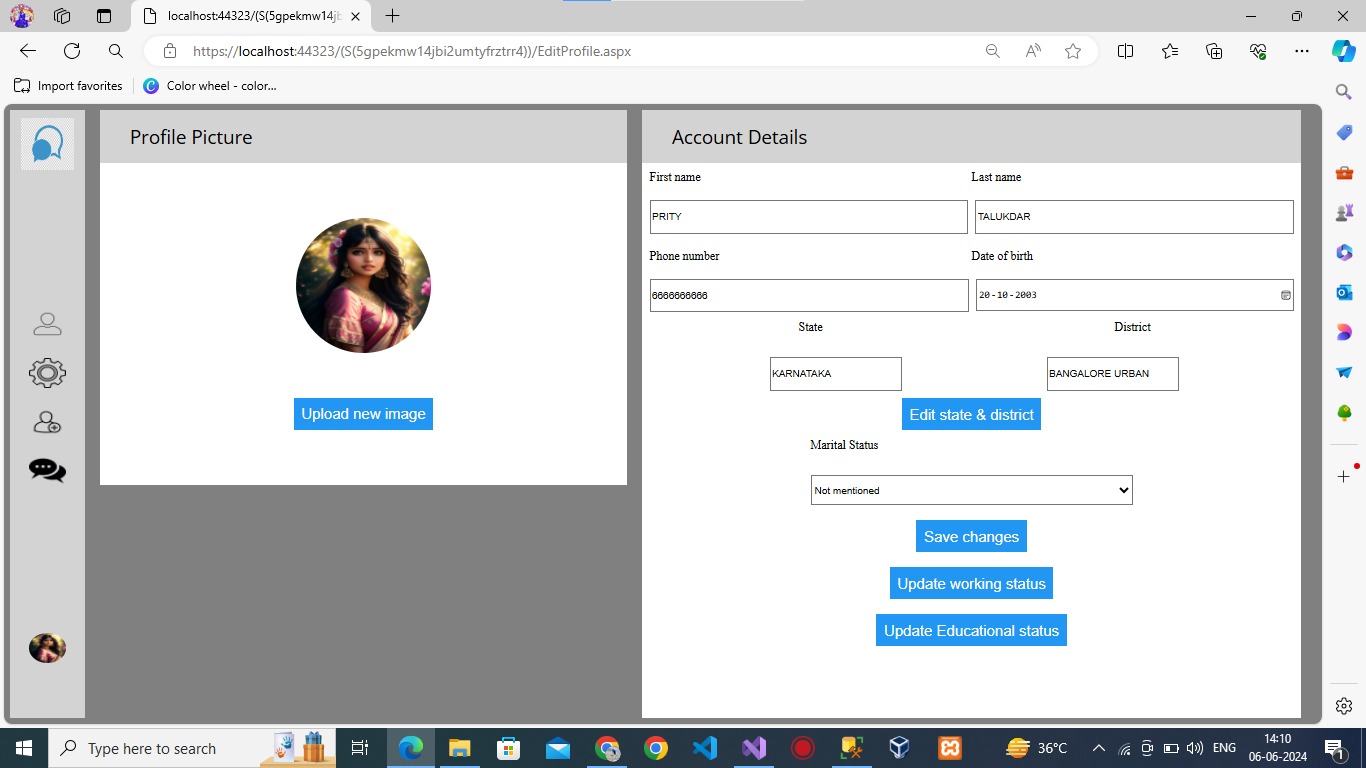 localhost:44323/(S(5gpekmw14jb
https://localhost:44323/(S(5gpekmw14jbi2umtyfrztrr4))/EditProfile.aspx
Import favorites
Color wheel - color...
Profile Picture
Upload new image
Account Details
First name
Last name
PRITY
TALUKDAR
Phone number
Date of birth
6666666666
20-10-2003
State
District
KARNATAKA
BANGALORE URBAN
Edit state & district
Marital Status
Not mentioned
Save changes
Update working status
Update Educational status
Type here to search
36°C
ENG
14:10
06-06-2024
1